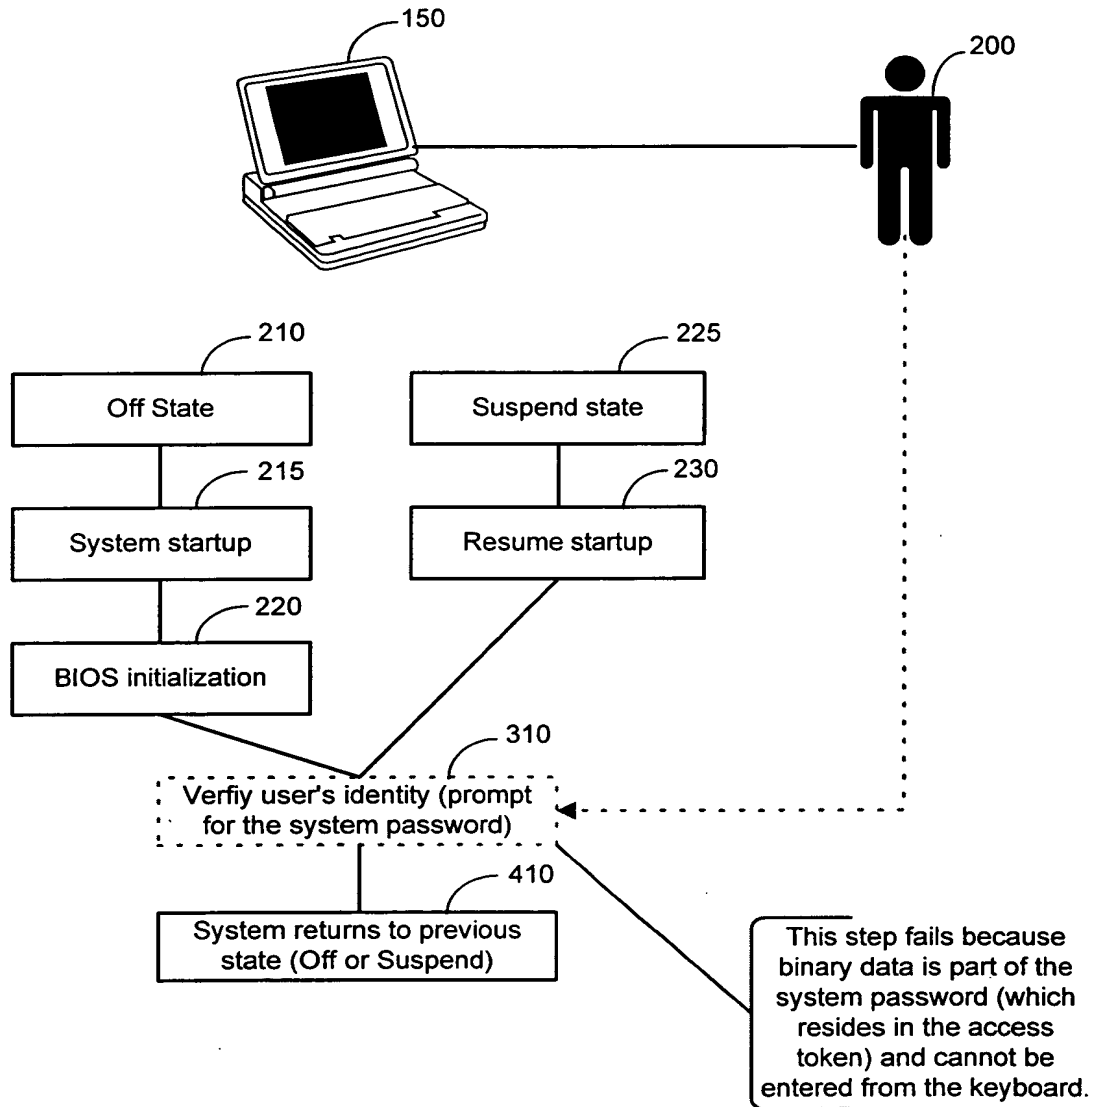 150
200
210
225
Off State
Suspend state
215
230
System startup
Resume startup
220
BIOS initialization
310
Verfiy user's identity (prompt
for the system password)
410
System returns to previous
state (Off or Suspend)
This step fails because
binary data is part of the
system password (which
resides in the access
token) and cannot be
entered from the keyboard.